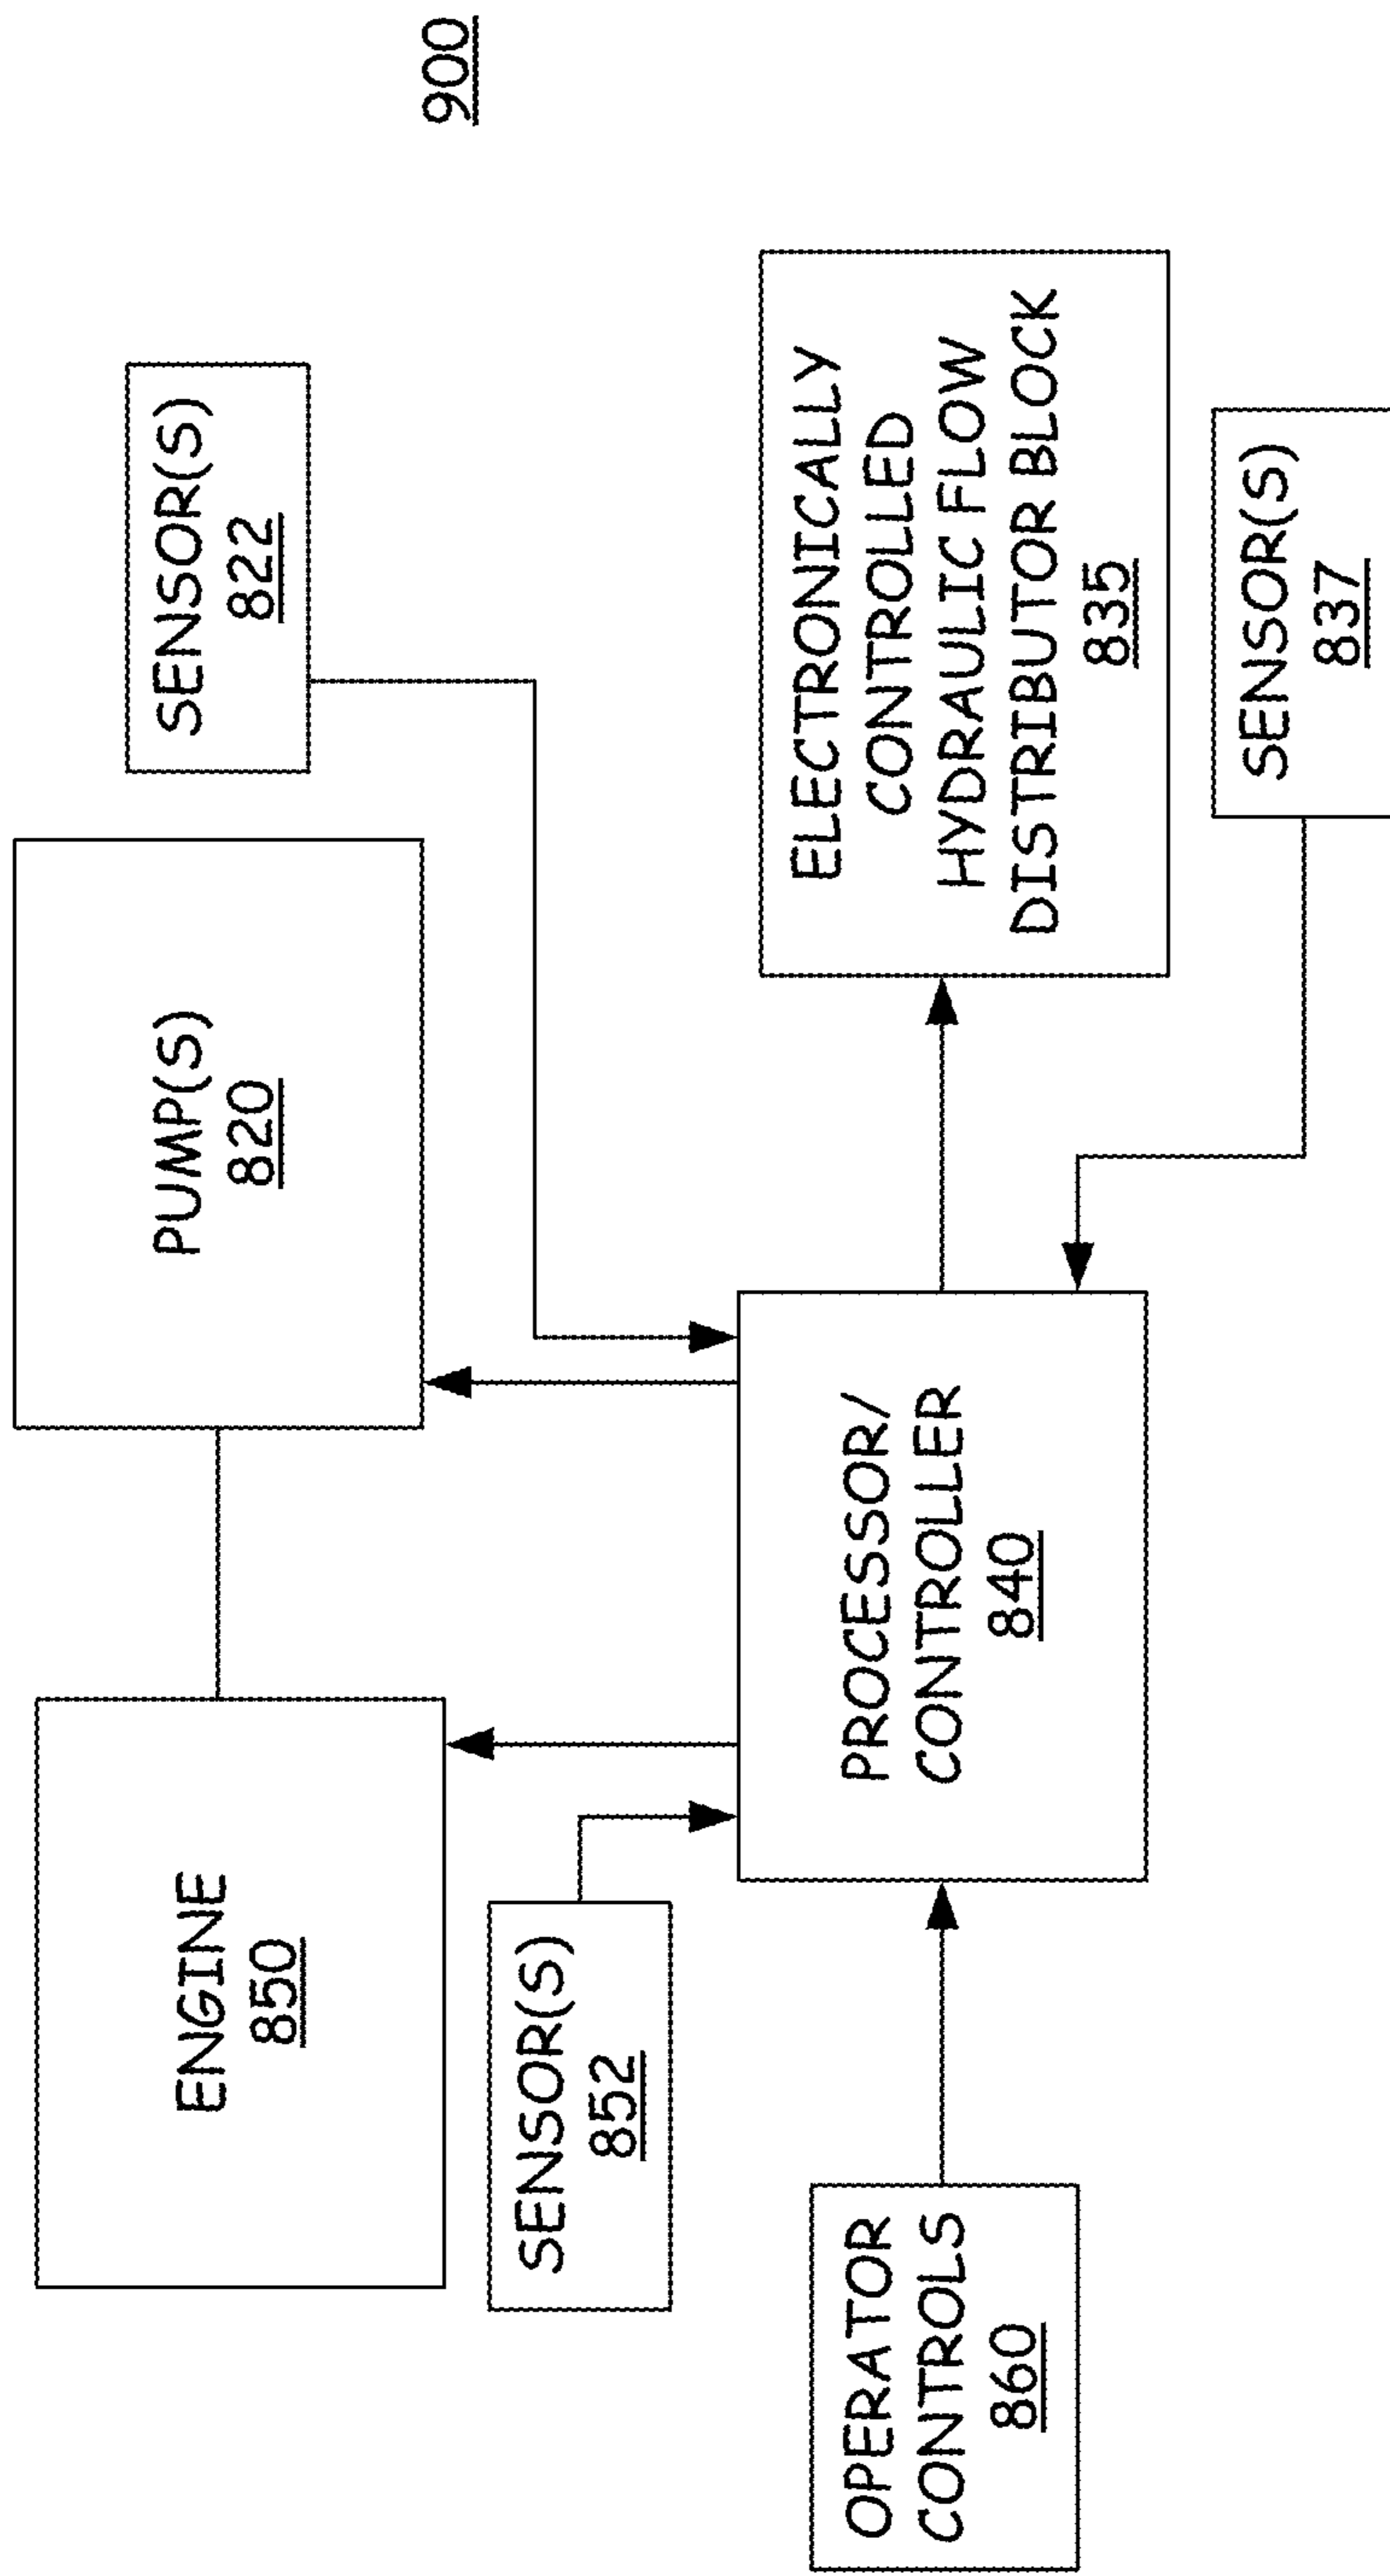 900
ENGINE
850
PUMP(S)
820
SENSOR(S)
822
SENSOR(S)
852
OPERATOR
CONTROLS
860
PROCESSOR/
CONTROLLER
840
ELECTRONICALLY
CONTROLLED
HYDRAULIC FLOW
DISTRIBUTOR BLOCK
835
SENSOR(S)
837